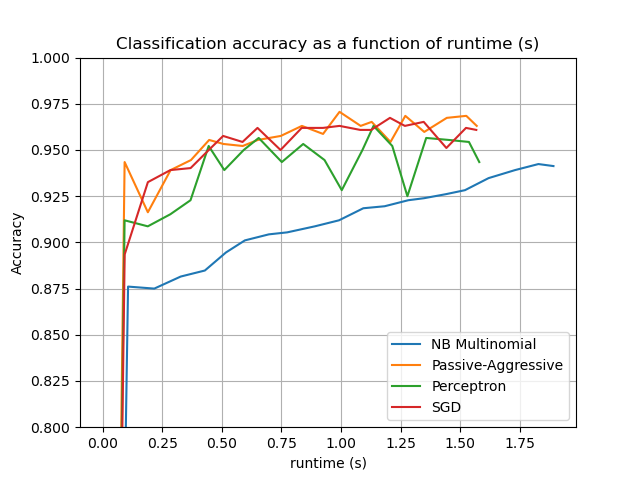 Classification accuracy as a function of runtime (s)
1.000
0.975
0.950
0.925
0.900
0.875
0.850
0.825
0.800
Accuracy
NB Multinomial
Passive-Aggressive
Perceptron
SGD
0.00 0.25 0.50 0.75 1.00 1.25 1.50 1.75
runtime (s)